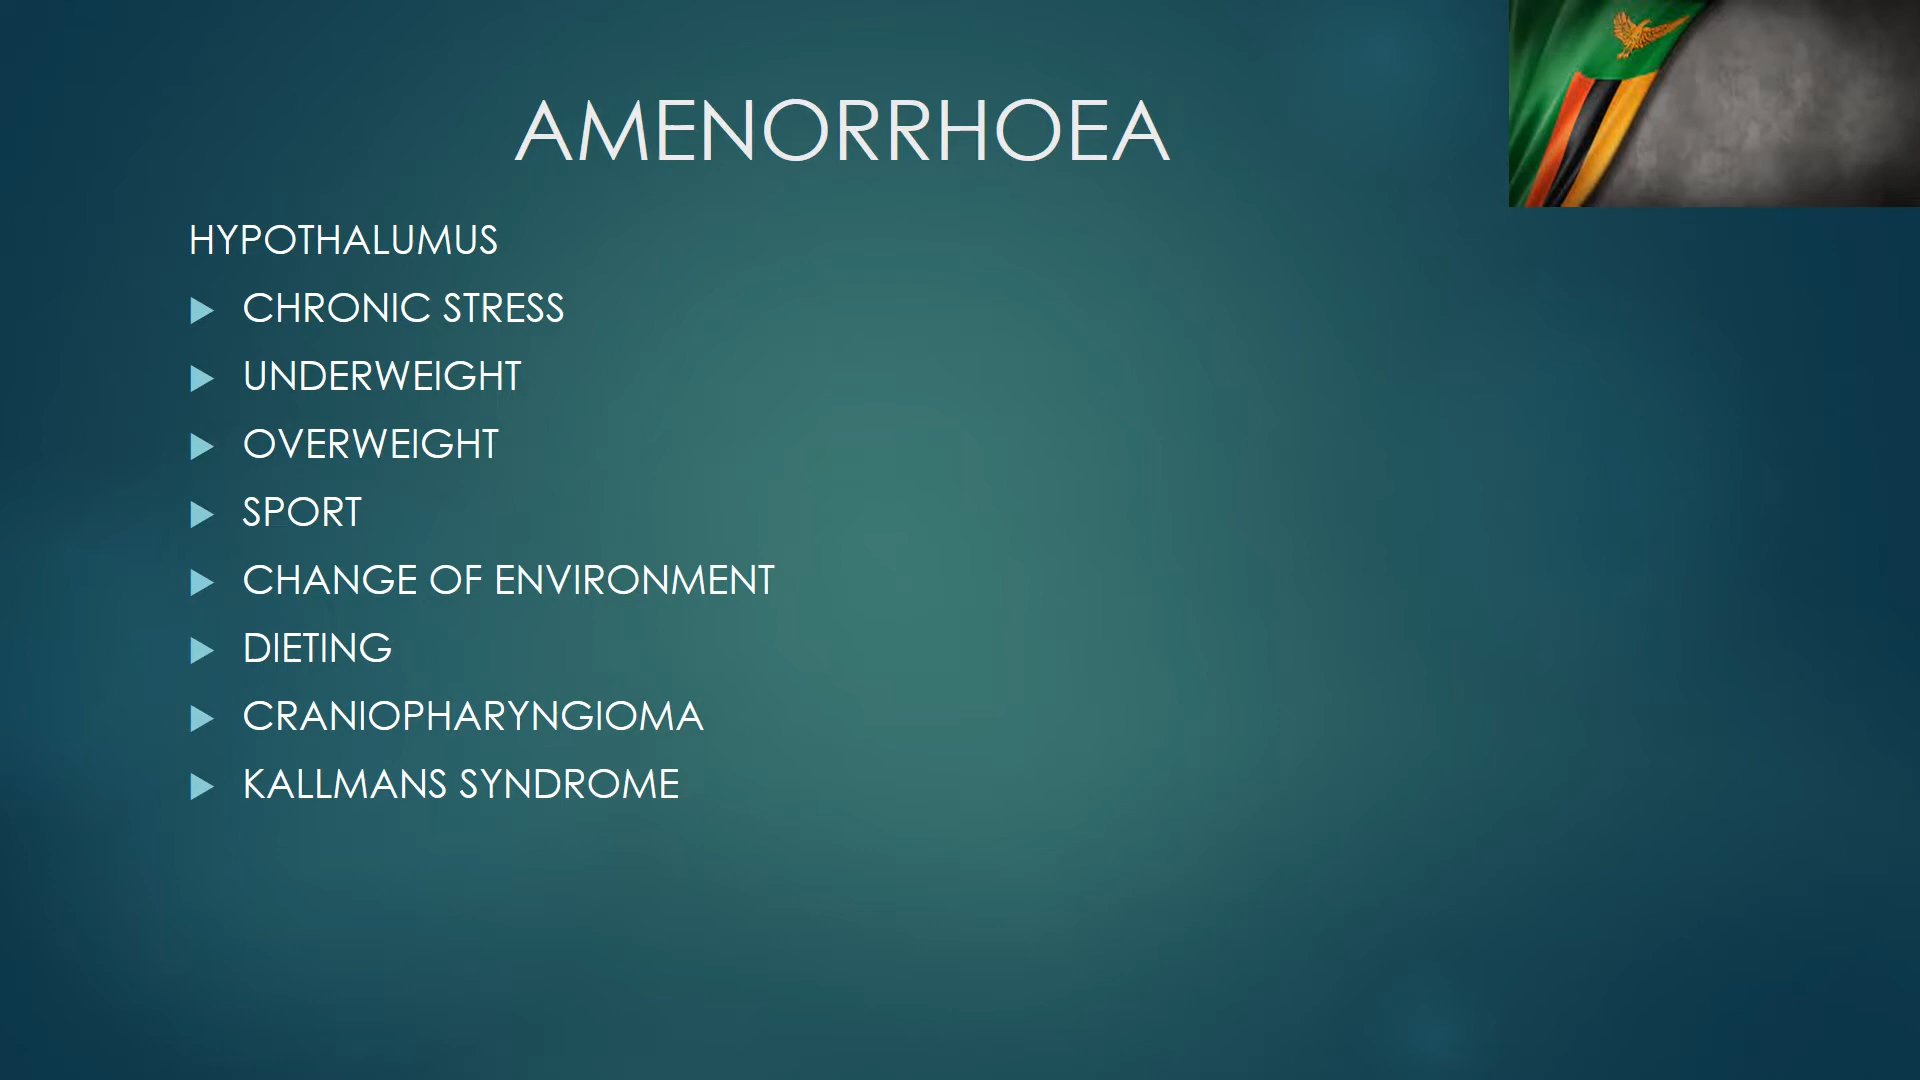 AMENORRHOEA
HYPOTHALUMUS
CHRONIC STRESS
UNDERWEIGHT
OVERWEIGHT
SPORT
CHANGE OF ENVIRONMENT
DIETING
CRANIOPHARYNGIOMA
KALLMANS SYNDROME